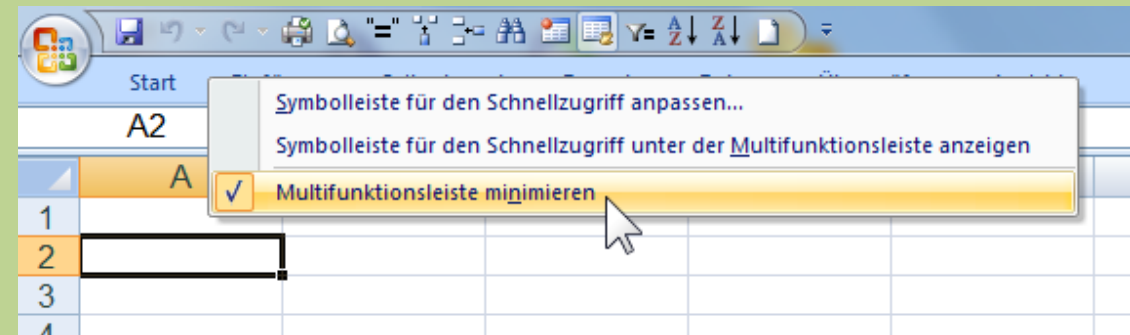 "="
A
Z
Z
A
Start
Symbolleiste für den Schnellzugriff anpassen...
A2
Symbolleiste für den Schnellzugriff unter der Multifunktionsleiste anzeigen
A
Multifunktionsleiste minimieren
1
2
3
4